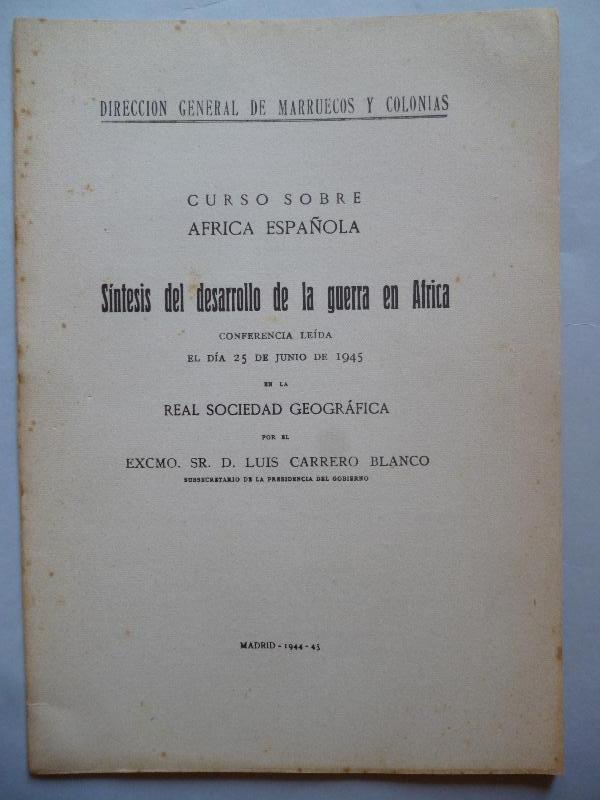 DIRECCION GENERAL DE MARRUECOS Y COLONIAS
CURSO SOBRE
AFRICA ESPAÑOLA
Síntesis del desarrollo de la guerra en Africa
CONFERENCIA LEÍDA
EL DÍA 25 DE JUNIO DE 1945
EN LA
REAL SOCIEDAD GEOGRÁFICA
POR EL
EXCMO. SR. D. LUIS CARRERO BLANCO
SUBSECRETARIO DE LA PRESIDENCIA DEL GOBIERNO
MADRID - 1944 - 45